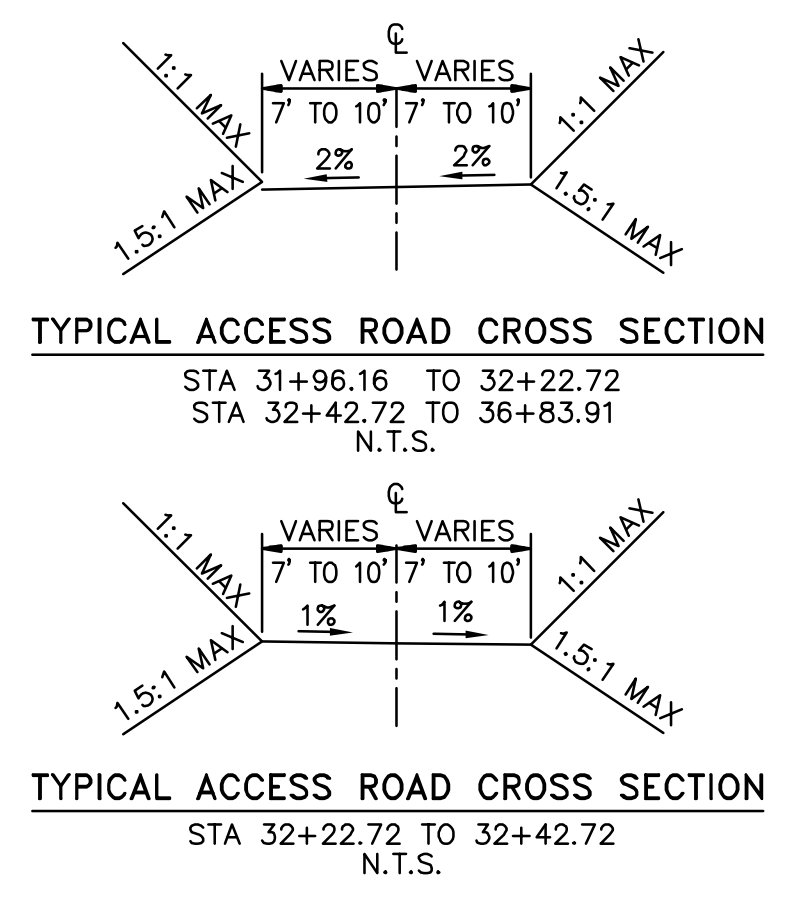 ℄
VARIES VARIES
7' TO 10' 7' TO 10'
1:1 MAX 1:1 MAX
2% 2%
1.5:1 MAX 1.5:1 MAX
TYPICAL ACCESS ROAD CROSS SECTION
STA 31+96.16 TO 32+22.72
STA 32+42.72 TO 36+83.91
N.T.S.
℄
VARIES VARIES
7' TO 10' 7' TO 10'
1:1 MAX 1:1 MAX
1% 1%
1.5:1 MAX 1.5:1 MAX
TYPICAL ACCESS ROAD CROSS SECTION
STA 32+22.72 TO 32+42.72
N.T.S.